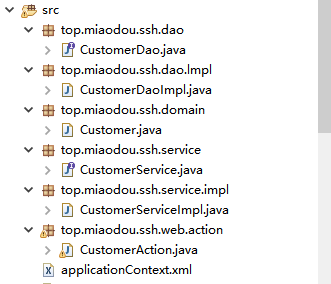 src
top.miaodou.ssh.dao
CustomerDao.java
top.miaodou.ssh.dao.lmpl
CustomerDaoImpl.java
top.miaodou.ssh.domain
Customer.java
top.miaodou.ssh.service
CustomerService.java
top.miaodou.ssh.service.impl
CustomerServiceImpl.java
top.miaodou.ssh.web.action
CustomerAction.java
applicationContext.xml